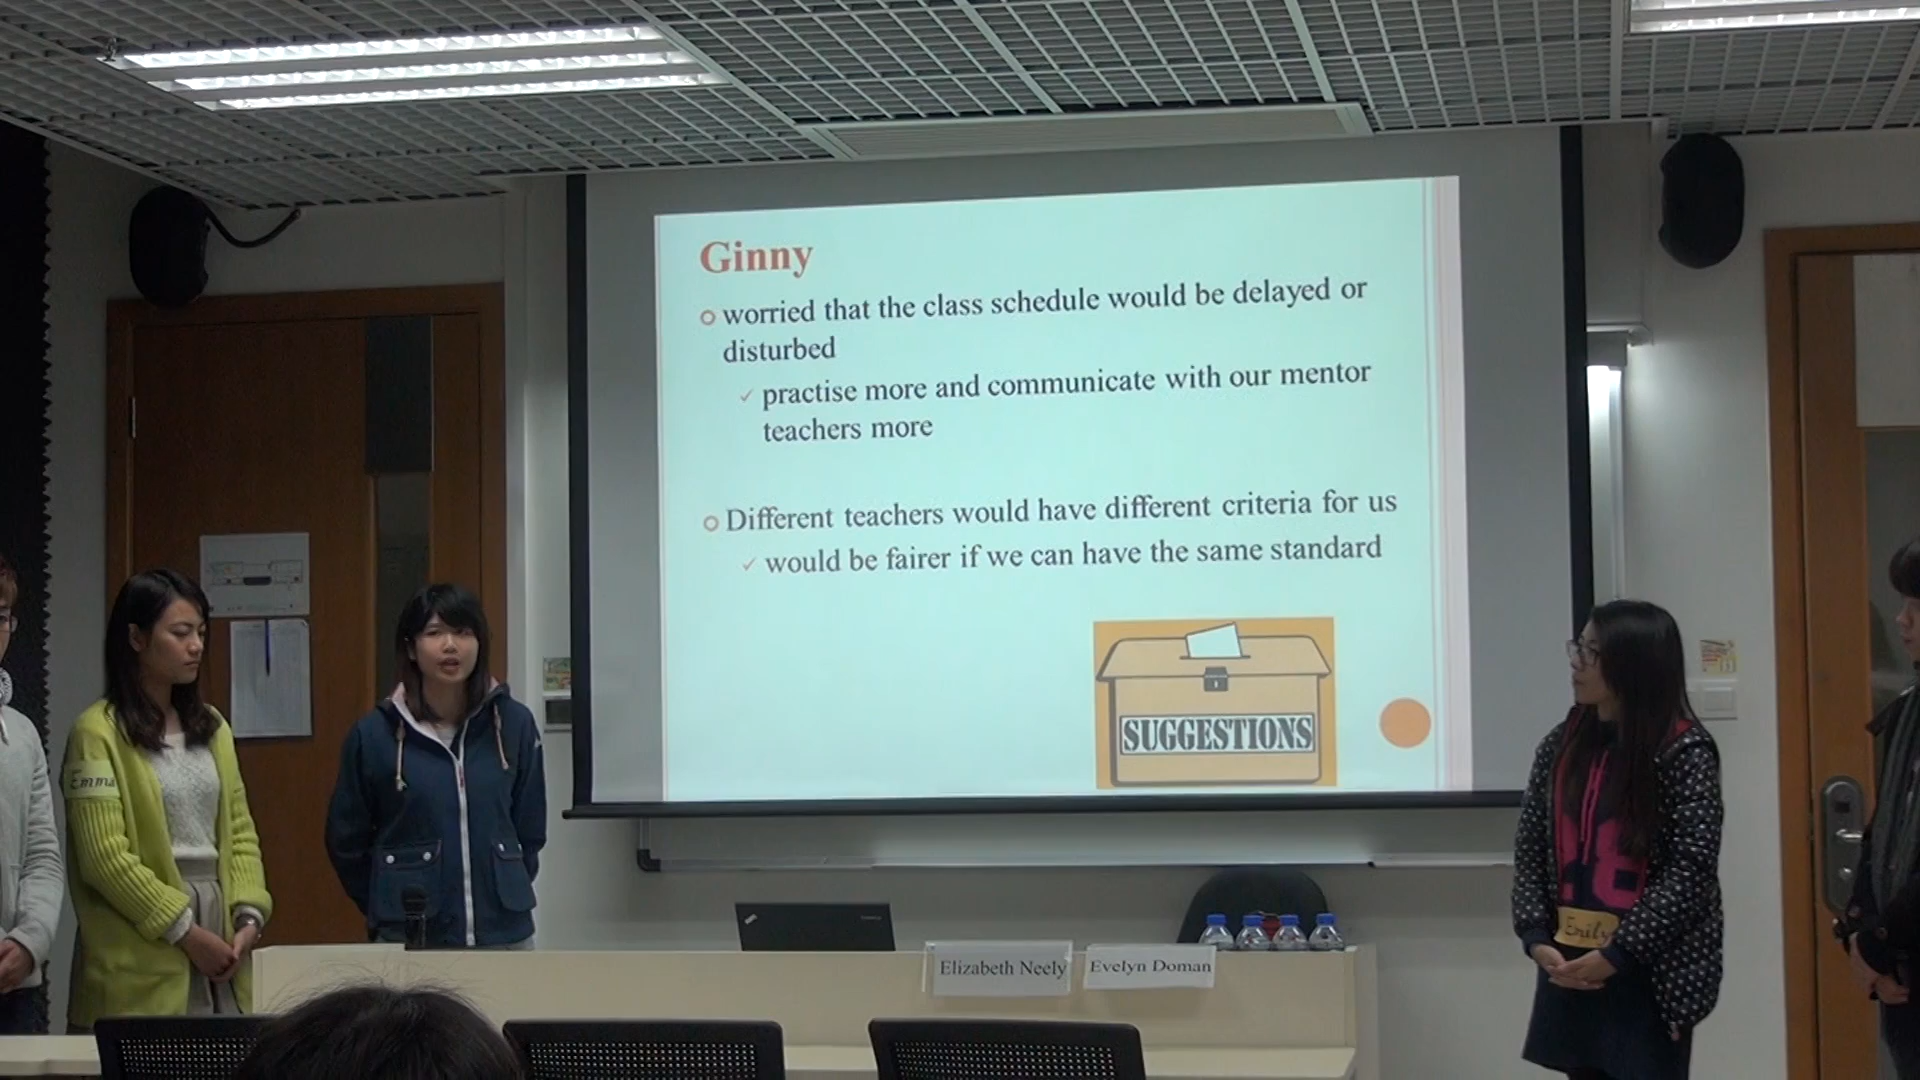 Ginny
worried that the class schedule would be delayed or
disturbed
practise more and communicate with our mentor
teachers more
Different teachers would have different criteria for us
would be fairer if we can have the same standard
SUGGESTIONS
Emma
Emily
Elizabeth Neely
Evelyn Doman